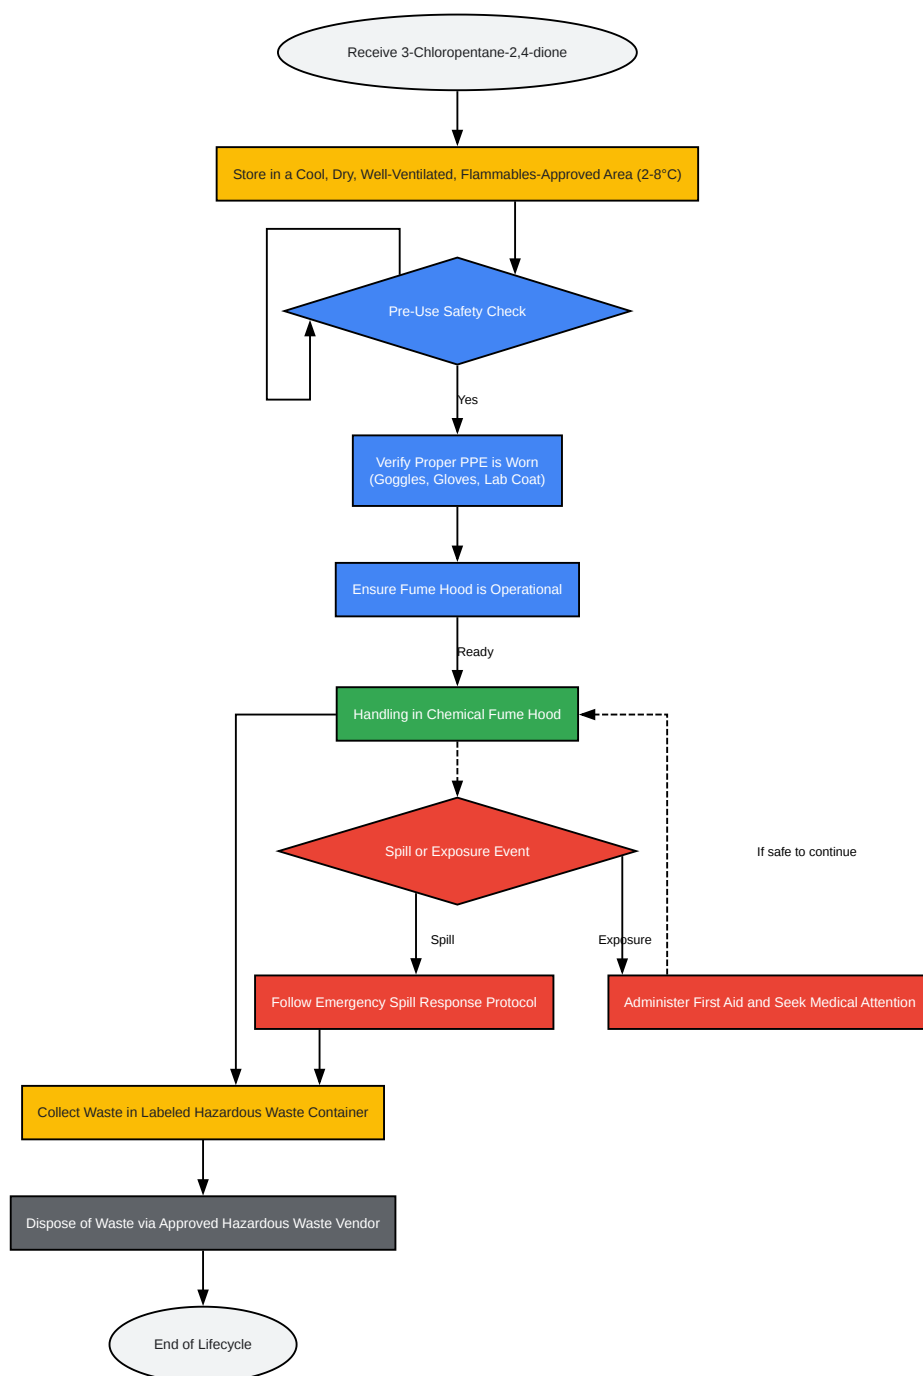 Receive 3-Chloropentane-2,4-dione
Store in a Cool, Dry, Well-Ventilated, Flammables-Approved Area (2-8°C)
Pre-Use Safety Check
Yes
Verify Proper PPE is Worn
(Goggles, Gloves, Lab Coat)
Ensure Fume Hood is Operational
Ready
Handling in Chemical Fume Hood
Spill or Exposure Event
If safe to continue
Spill
Exposure
Follow Emergency Spill Response Protocol
Administer First Aid and Seek Medical Attention
Collect Waste in Labeled Hazardous Waste Container
Dispose of Waste via Approved Hazardous Waste Vendor
End of Lifecycle